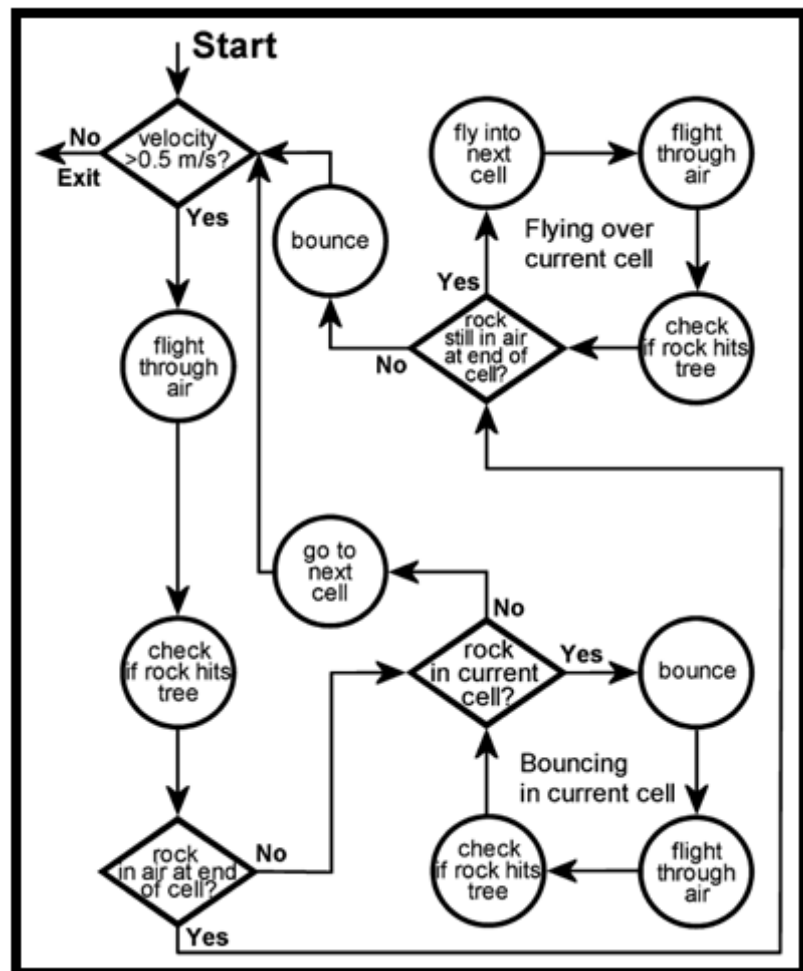 Start
No
Exit
velocity
>0.5 m/s?
Yes
flight
through
air
check
if rock hits
tree
rock
in air at end
of cell?
No
Yes
bounce
fly into
next
cell
flight
through
air
Flying over
current cell
Yes
rock
still in air
at end of
cell?
No
check
if rock hits
tree
go to
next
cell
No
rock
in current
cell?
Yes
bounce
Bouncing
in current cell
check
if rock hits
tree
flight
through
air